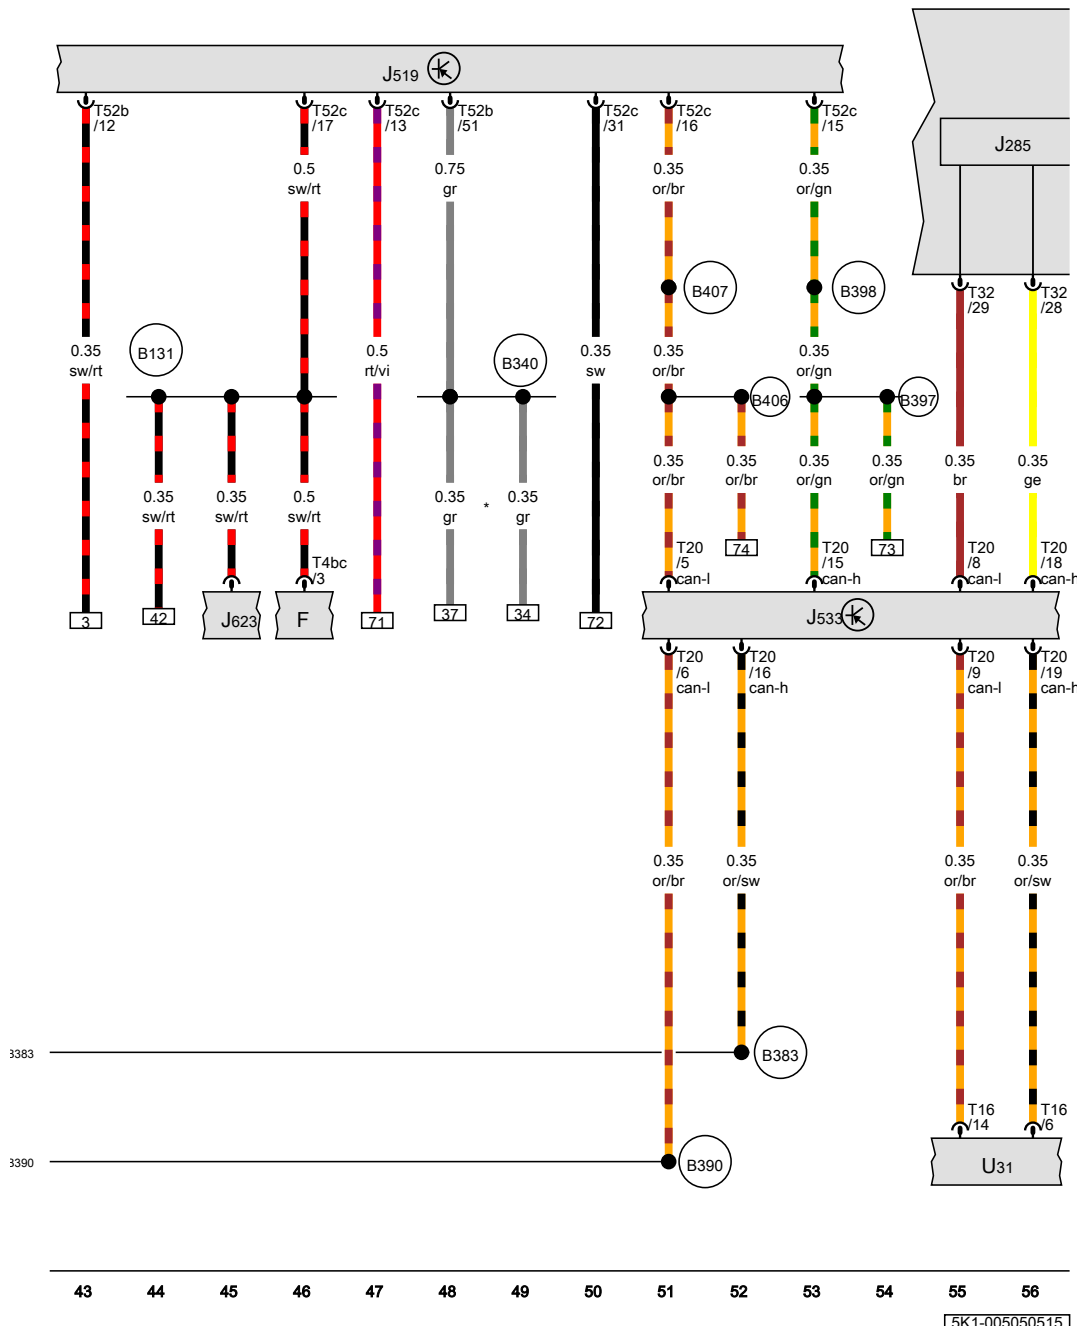 J519
J285
T52b
/12
T52c
/17
T52c
/13
T52b
/51
T52c
/31
T52c
/16
T52c
/15
0.5
sw/rt
0.75
gr
0.35
or/br
0.35
or/gn
B407
B398
T32
/29
T32
/28
B131
B340
0.35
sw/rt
0.5
rt/vi
0.35
sw
0.35
or/br
0.35
or/gn
B406
B397
0.35
sw/rt
0.35
sw/rt
0.5
sw/rt
0.35
gr
*
0.35
gr
0.35
or/br
0.35
or/br
0.35
or/gn
0.35
or/gn
0.35
br
0.35
ge
T4bc
/3
T20
/5
can-l
74
T20
/15
can-h
73
T20
/8
can-l
T20
/18
can-h
3
42
J623
F
71
37
34
72
J533
T20
/6
can-l
T20
/16
can-h
T20
/9
can-l
T20
/19
can-h
0.35
or/br
0.35
or/sw
0.35
or/br
0.35
or/sw
B383
B383
T16
/14
T16
/6
B390
B390
U31
43 44 45 46 47 48 49 50 51 52 53 54 55 56
5K1-005050515